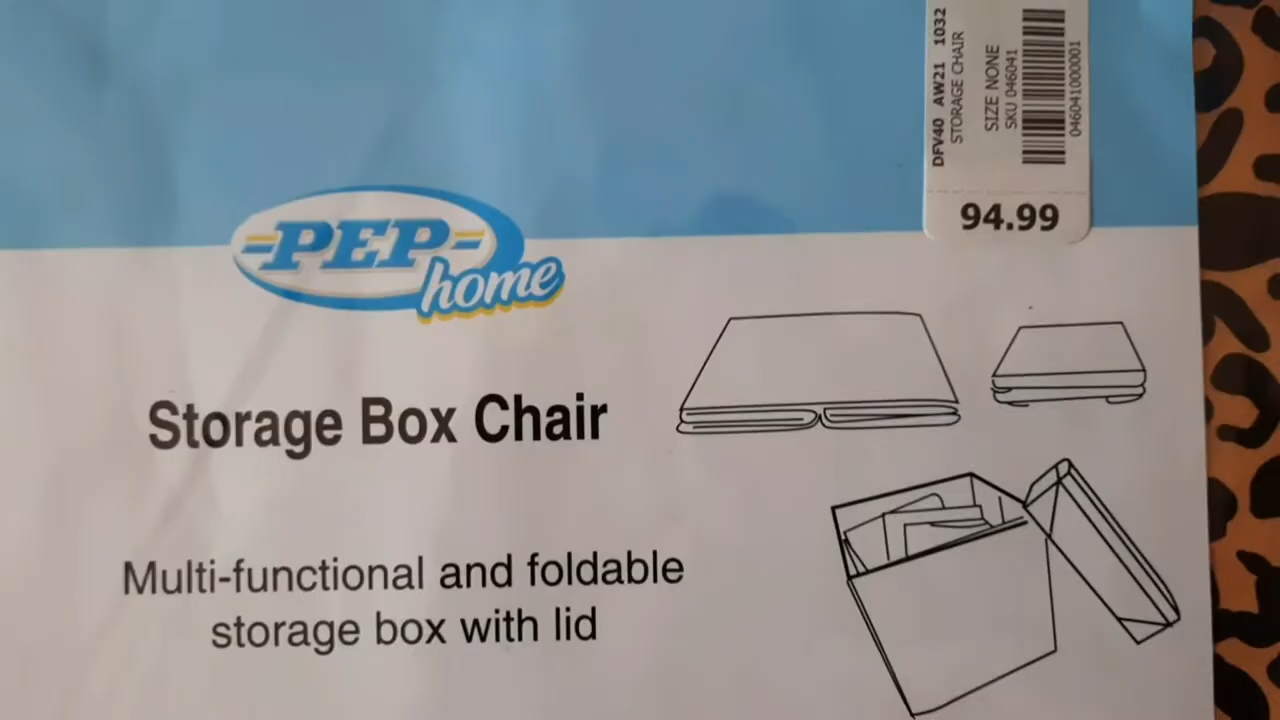 DFV40 AW21 1032
STORAGE CHAIR
SIZE NONE
SKU 046041
046041000001
94.99
PEP
home
Storage Box Chair
Multi-functional and foldable
storage box with lid